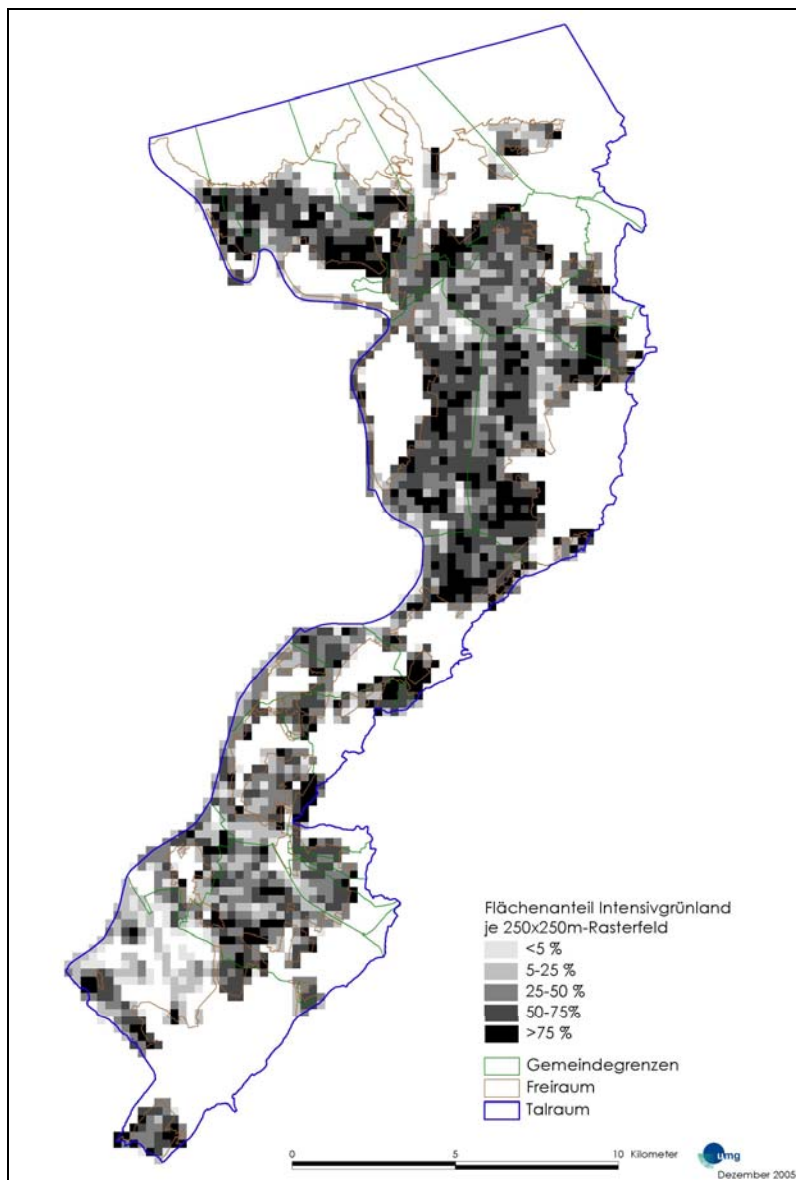 Flächenanteil Intensivgrünland
je 250x250m-Rasterfeld
<5 %
5-25 %
25-50 %
50-75%
>75 %
Gemeindegrenzen
Freiraum
Talraum
0 5 Kilometer 10
umg
Dezember 2005